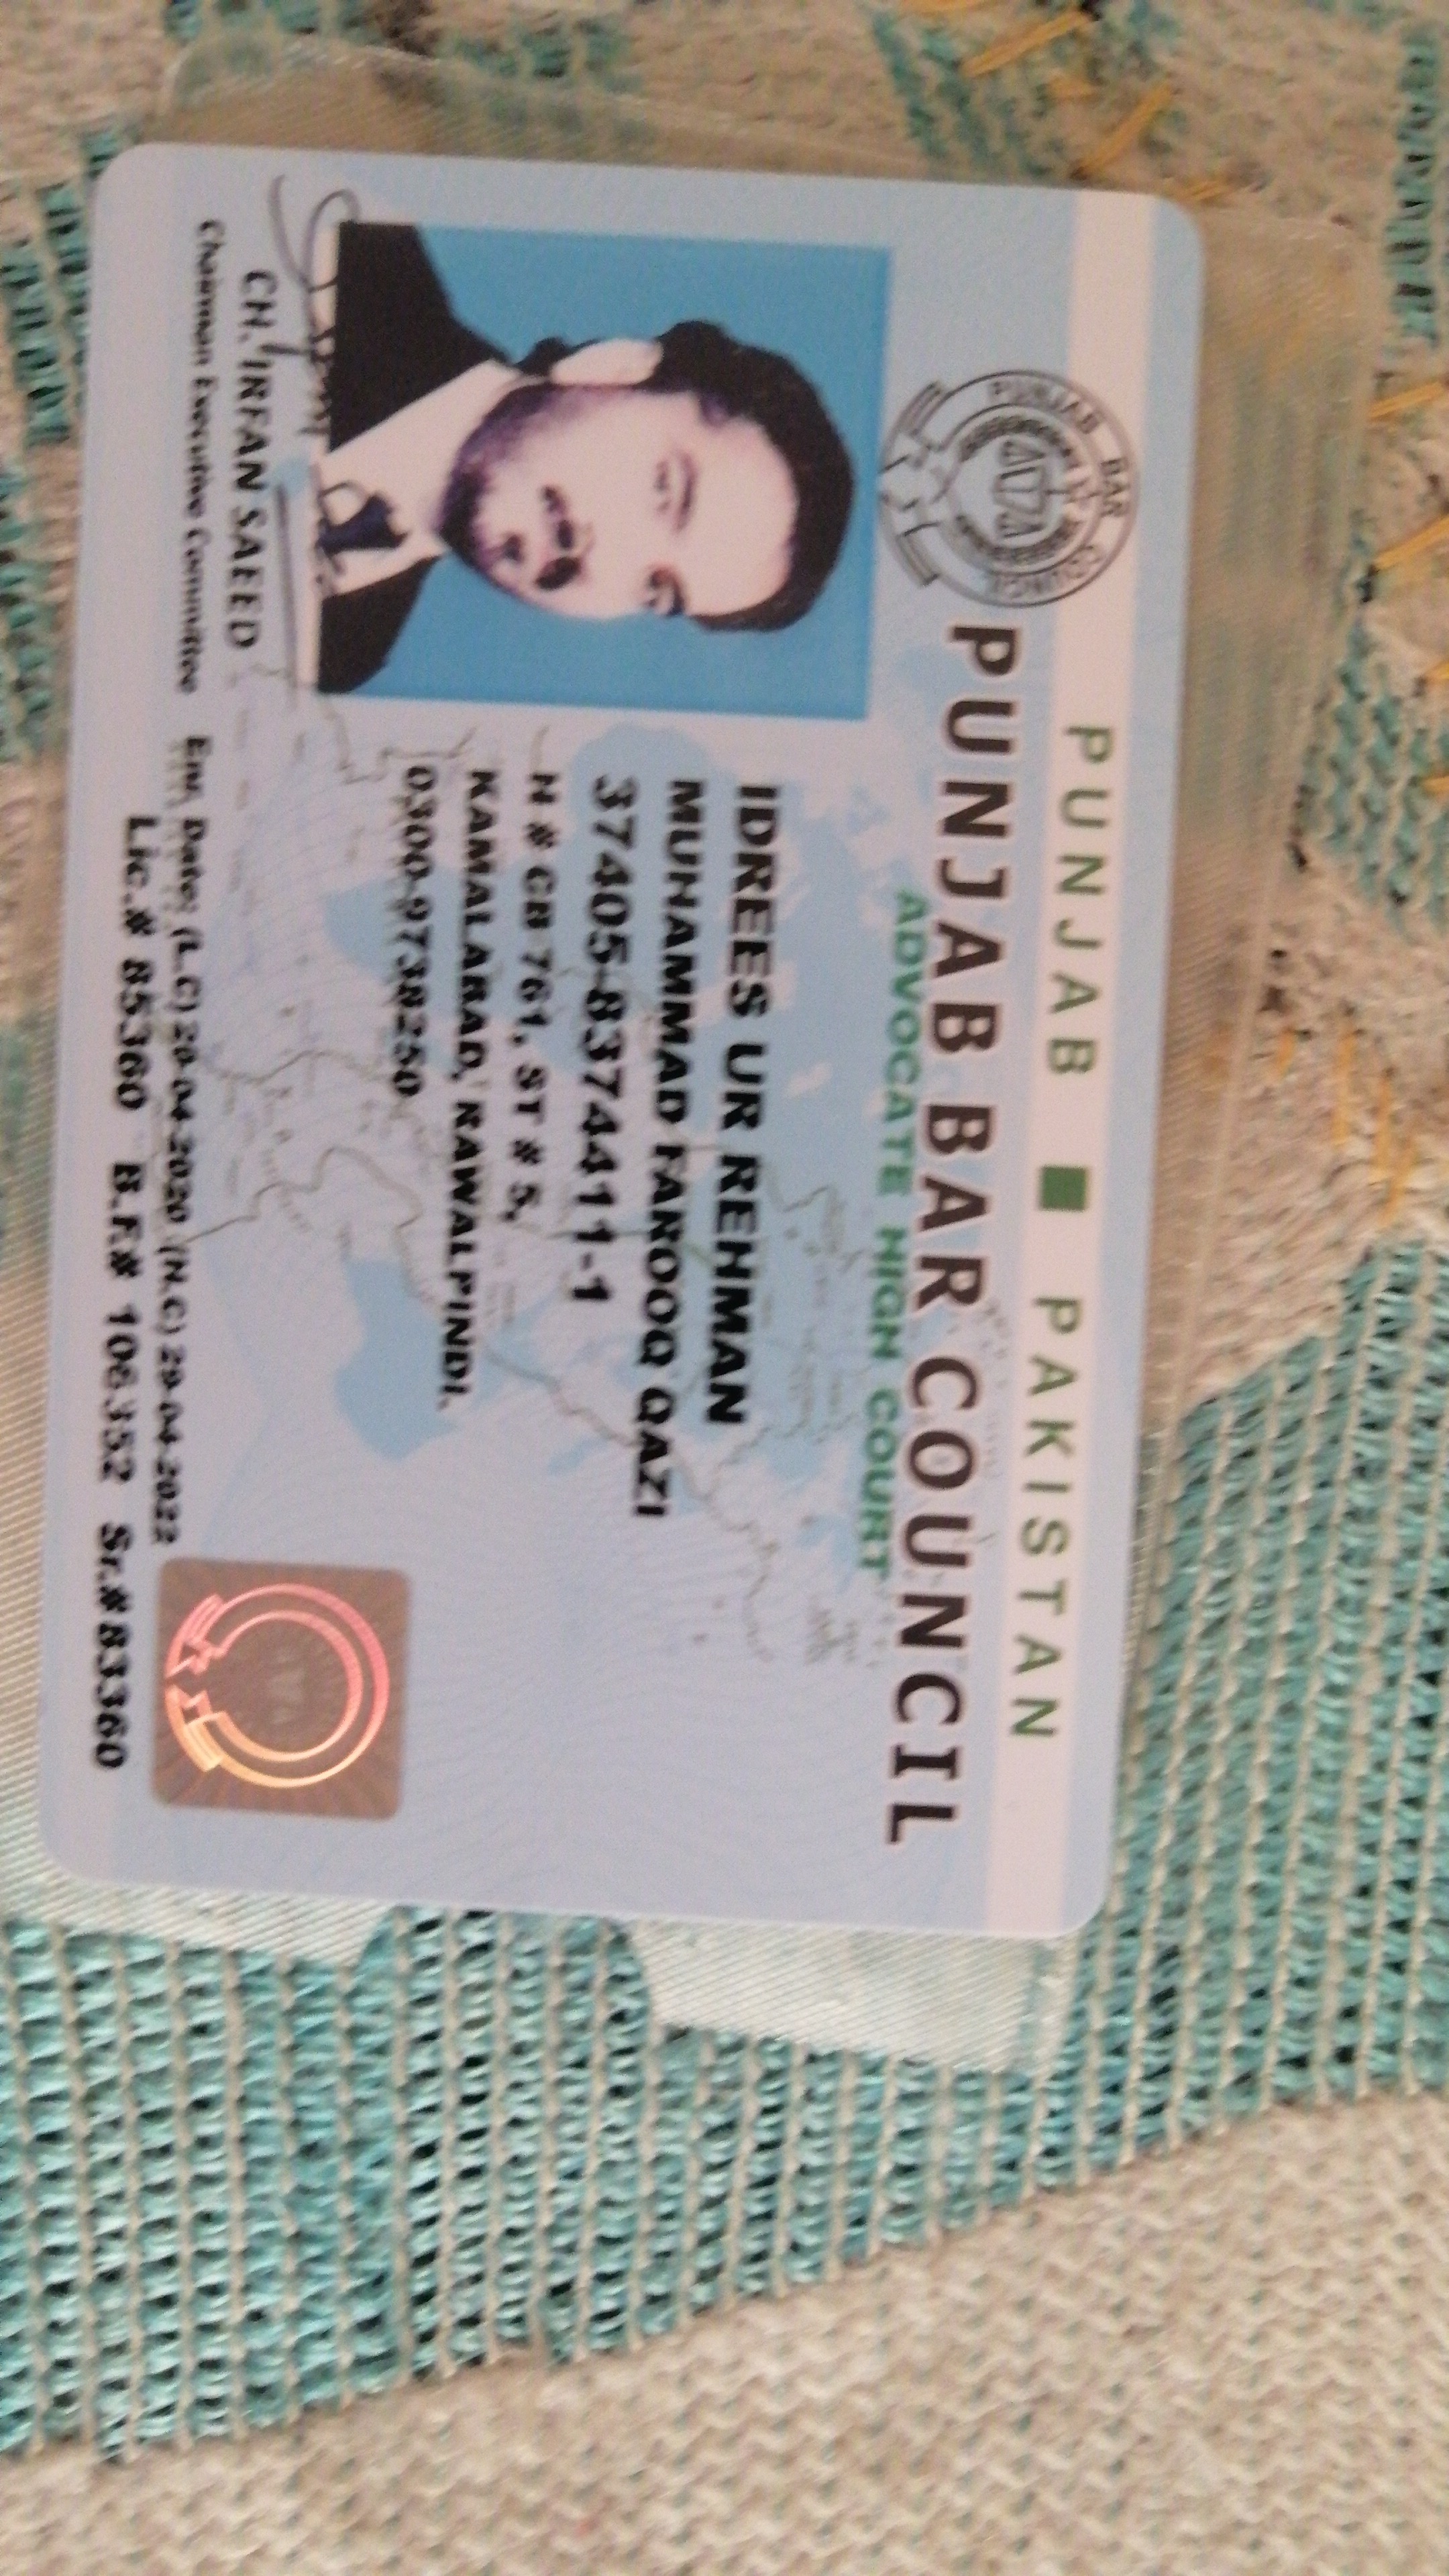 PUNJAB PAKISTAN
PUNJAB BAR COUNCIL
PUNJAB BAR COUNCIL
ADVOCATE HIGH COURT
IDREES UR REHMAN
MUHAMMAD FAROOQ QAZI
37405-8374411-1
H # GB 761, ST # 5,
KAMALABAD, RAWALPINDI.
0300-9738250
CH. IRFAN SAEED
Chairman Executive Committee
Enr. Date: (L.C) 20-04-2020 (H.C) 29-04-2022
Lic.# 85360 B.F.# 106352 Sr.# 83360